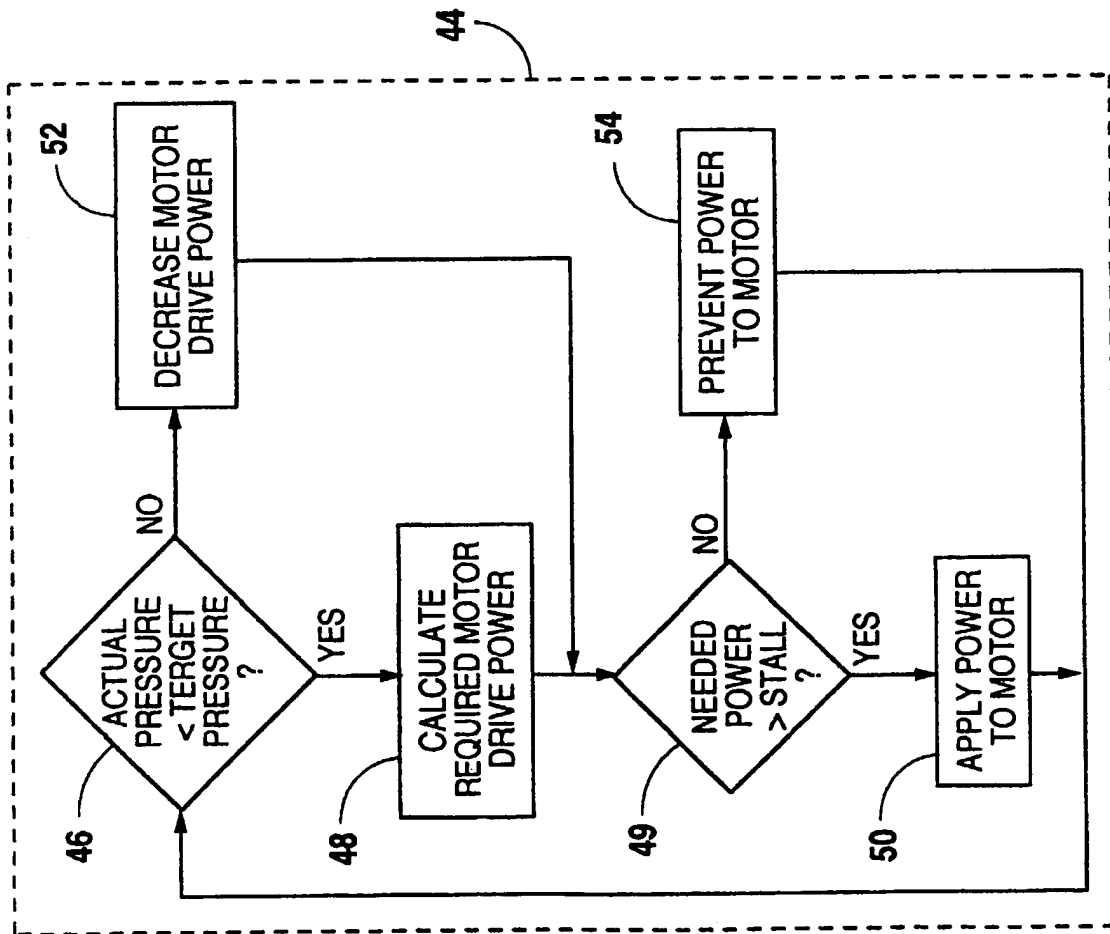 44
46
ACTUAL
PRESSURE
< TERGET
PRESSURE
?
NO
52
DECREASE MOTOR
DRIVE POWER
YES
48
CALCULATE
REQUIRED MOTOR
DRIVE POWER
49
NEEDED
POWER
> STALL
?
NO
54
PREVENT POWER
TO MOTOR
YES
50
APPLY POWER
TO MOTOR